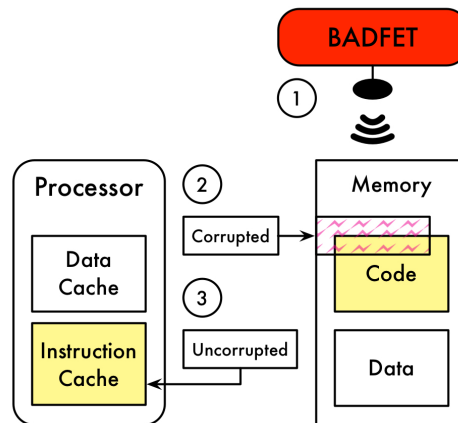 BADFET
1
Processor
2
Memory
Corrupted
Data
Cache
Code
3
Instruction
Cache
Uncorrupted
Data